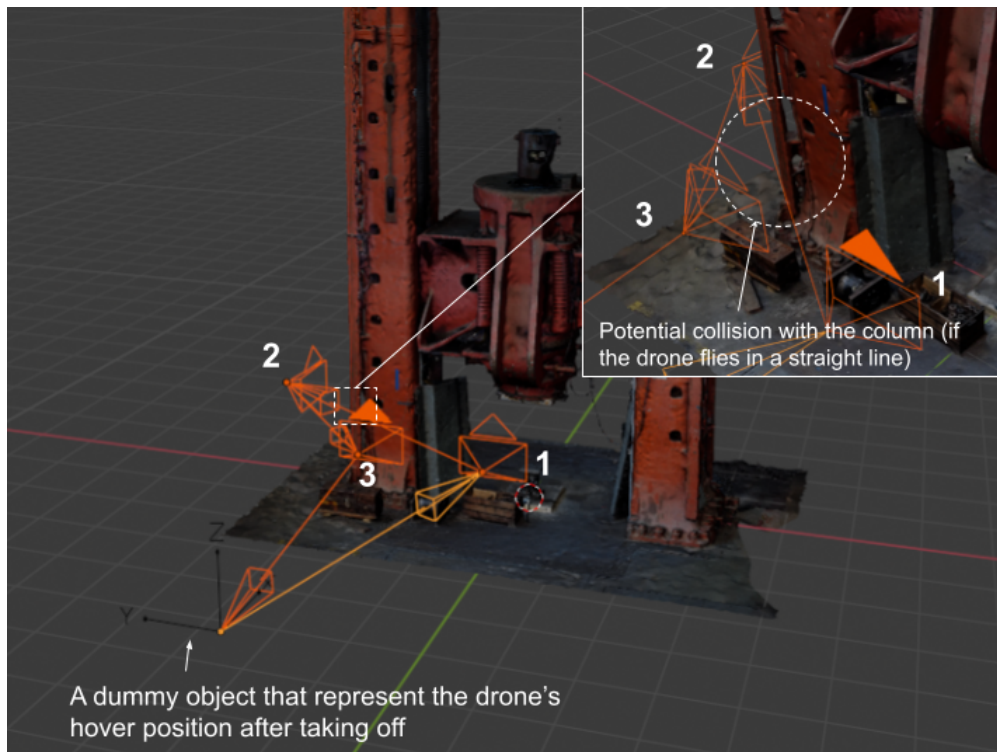 2
3
1
Potential collision with the column (if
the drone flies in a straight line)
2
1
3
Z
Y
A dummy object that represent the drone's
hover position after taking off